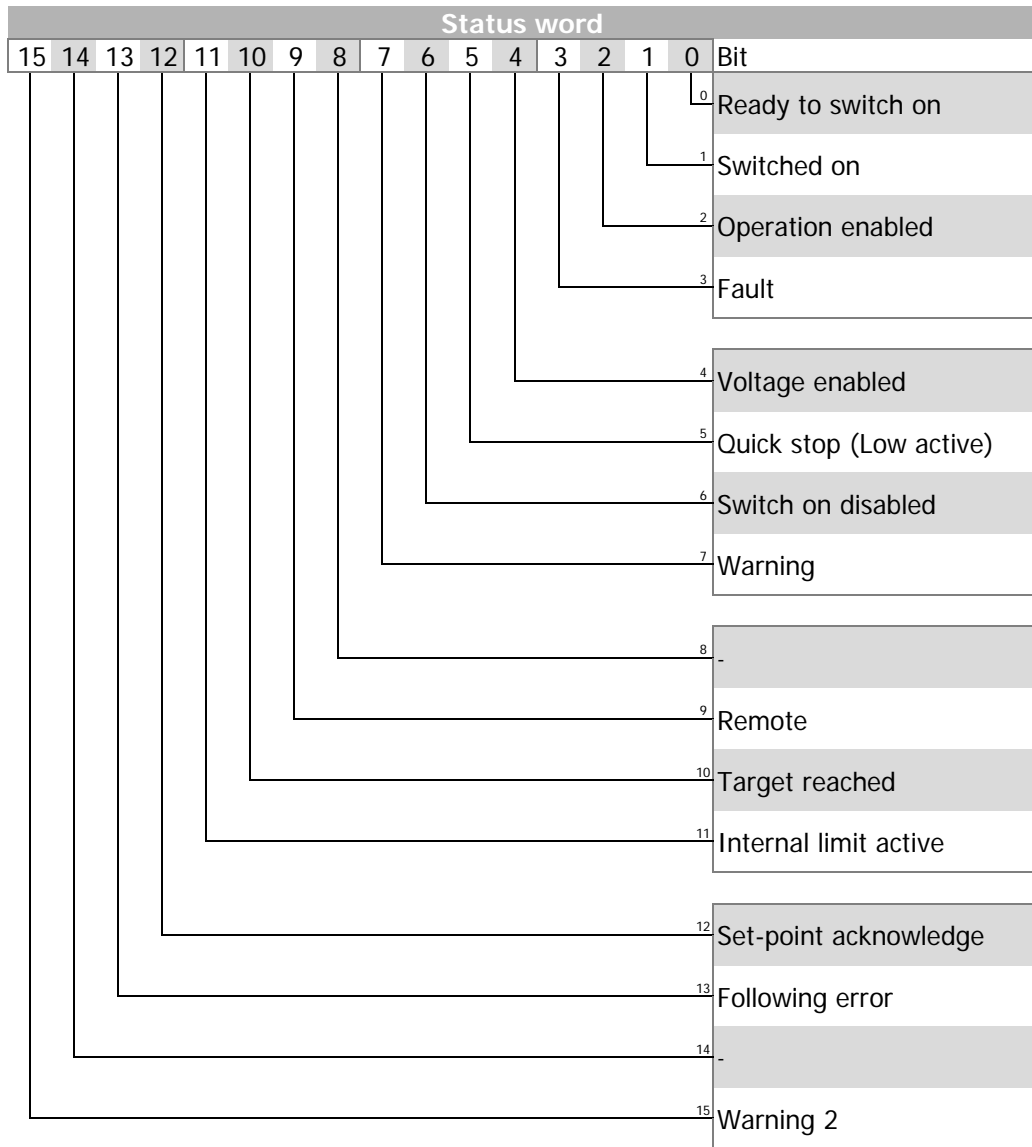 Status word
15 14 13 12 11 10 9 8 7 6 5 4 3 2 1 0 Bit
0 Ready to switch on
1 Switched on
2 Operation enabled
3 Fault
4 Voltage enabled
5 Quick stop (Low active)
6 Switch on disabled
7 Warning
8 -
9 Remote
10 Target reached
11 Internal limit active
12 Set-point acknowledge
13 Following error
14 -
15 Warning 2